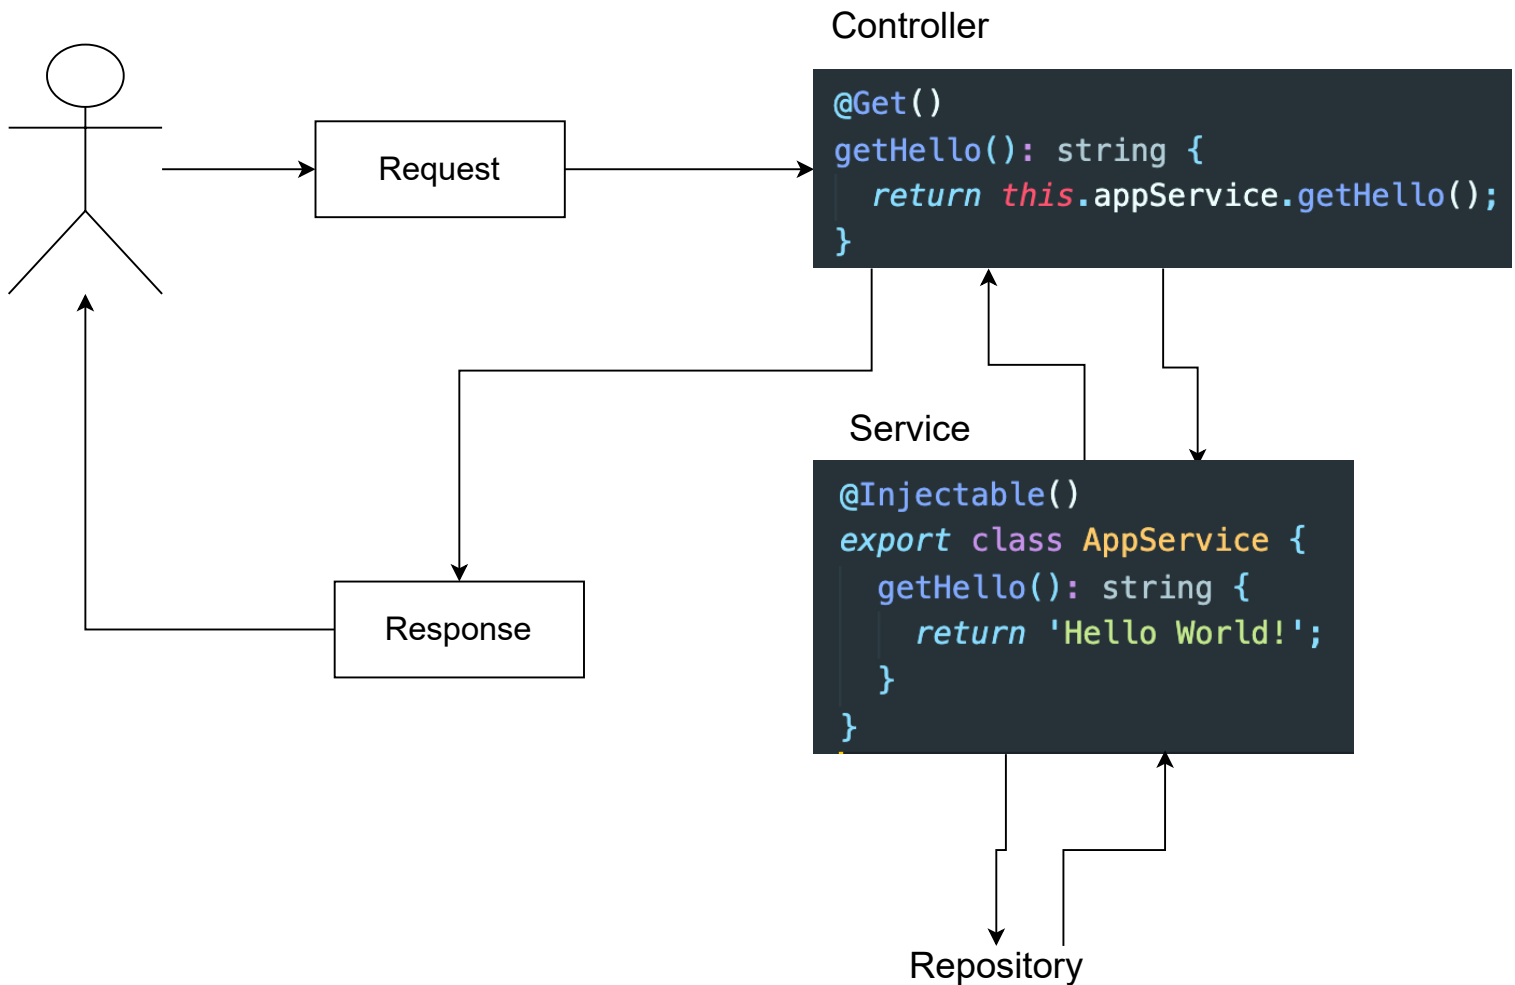 Controller
@Get()
getHello(): string {
return this.appService.getHello();
}
Request
Service
@Injectable()
export class AppService {
getHello(): string {
return 'Hello World!';
}
}
Response
Repository